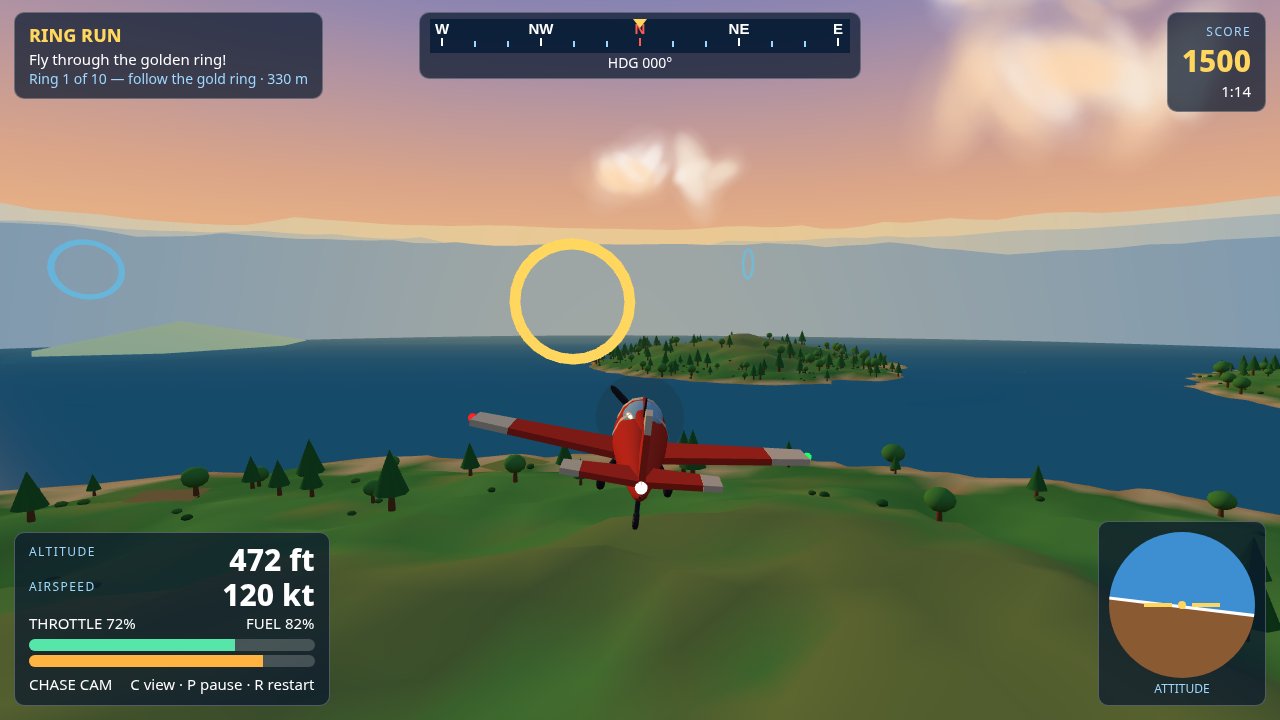 RING RUN
Fly through the golden ring!
Ring 1 of 10 — follow the gold ring · 330 m
W NW N NE E
HDG 000°
SCORE
1500
1:14
ALTITUDE 472 ft
AIRSPEED 120 kt
THROTTLE 72% FUEL 82%
CHASE CAM C view · P pause · R restart
ATTITUDE